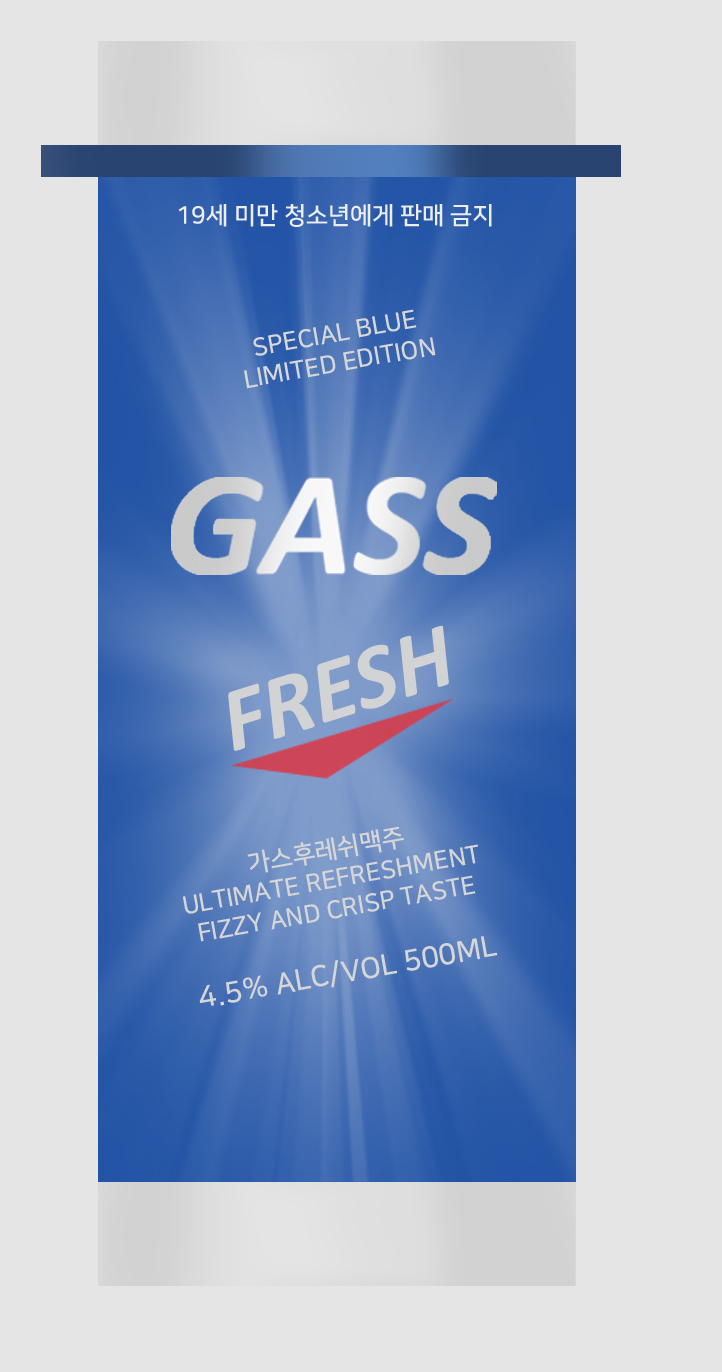 19세 미만 청소년에게 판매 금지
SPECIAL BLUE
LIMITED EDITION
GASS
FRESH
가스후레쉬맥주
ULTIMATE REFRESHMENT
FIZZY AND CRISP TASTE
4.5% ALC/VOL 500ML